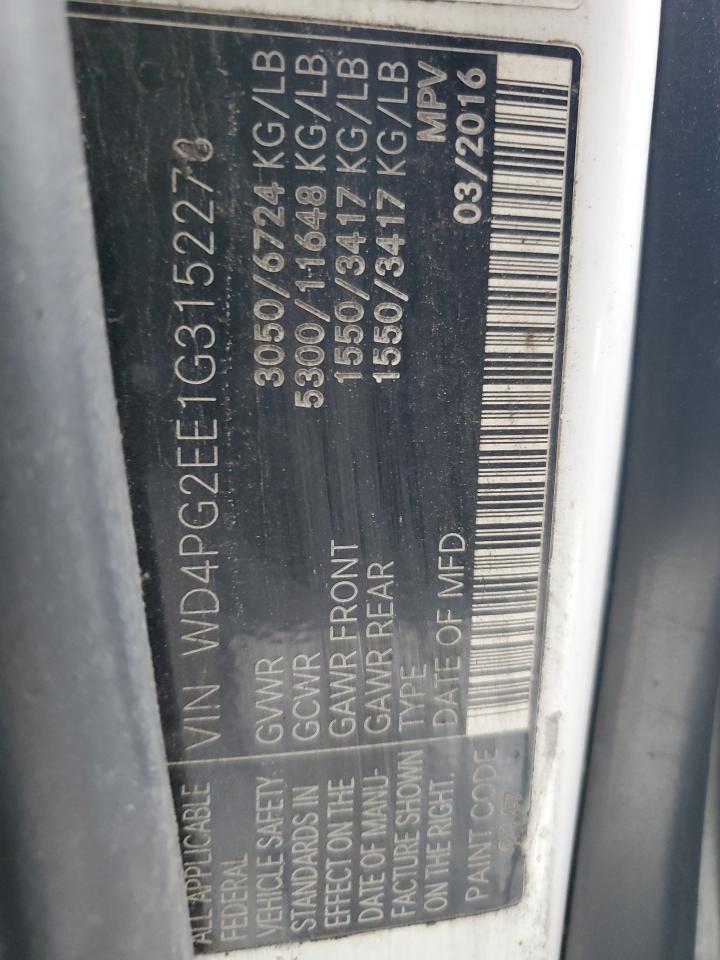 ALL APPLICABLE
FEDERAL
VEHICLE SAFETY
STANDARDS IN
EFFECT ON THE
DATE OF MANU-
FACTURE SHOWN
ON THE RIGHT.
PAINT CODE
VIN WD4PG2EE1G3152278
GVWR 3050/6724 KG/LB
GCWR 5300/11648 KG/LB
GAWR FRONT 1550/3417 KG/LB
GAWR REAR 1550/3417 KG/LB
TYPE MPV
DATE OF MFD. 03/2016